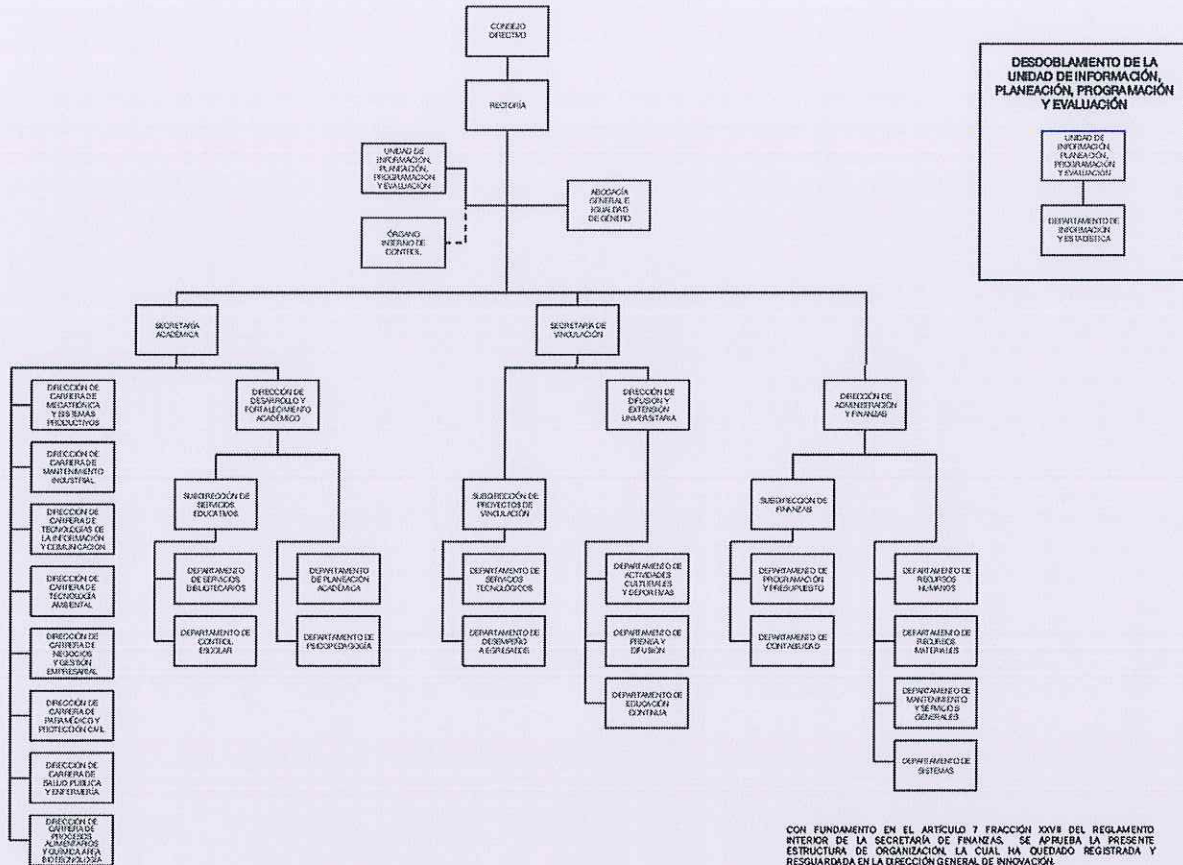 CONSEJO
DIRECTIVO
RECTORÍA
DESDOBLAMIENTO DE LA
UNIDAD DE INFORMACIÓN,
PLANEACIÓN, PROGRAMACIÓN
Y EVALUACIÓN
UNIDAD DE
INFORMACIÓN,
PLANEACIÓN,
PROGRAMACIÓN
Y EVALUACIÓN
DEPARTAMENTO DE
INFORMACIÓN
Y ESTADÍSTICA
UNIDAD DE
INFORMACIÓN,
PLANEACIÓN,
PROGRAMACIÓN
Y EVALUACIÓN
ABOGACÍA
GENERAL E
IGUALDAD
DE GÉNERO
ÓRGANO
INTERNO DE
CONTROL
SECRETARÍA
ACADÉMICA
SECRETARÍA DE
VINCULACIÓN
DIRECCIÓN DE
CARRERA DE
MECATRÓNICA
Y SISTEMAS
PRODUCTIVOS
DIRECCIÓN DE
CARRERA DE
MANTENIMIENTO
INDUSTRIAL
DIRECCIÓN DE
CARRERA DE
TECNOLOGÍAS DE
LA INFORMACIÓN
Y COMUNICACIÓN
DIRECCIÓN DE
CARRERA DE
TECNOLOGÍA
AMBIENTAL
DIRECCIÓN DE
CARRERA DE
NEGOCIOS
Y GESTIÓN
EMPRESARIAL
DIRECCIÓN DE
CARRERA DE
PARAMÉDICO Y
PROTECCIÓN CIVIL
DIRECCIÓN DE
CARRERA DE
SALUD PÚBLICA
Y ENFERMERÍA
DIRECCIÓN DE
CARRERA DE
PROCESOS
ALIMENTARIOS
Y QUÍMICA ÁREA
BIOTECNOLOGÍA
DIRECCIÓN DE
DESARROLLO Y
FORTALECIMIENTO
ACADÉMICO
SUBDIRECCIÓN DE
SERVICIOS
EDUCATIVOS
DEPARTAMENTO
DE SERVICIOS
BIBLIOTECARIOS
DEPARTAMENTO DE
CONTROL
ESCOLAR
DEPARTAMENTO
DE PLANEACIÓN
ACADÉMICA
DEPARTAMENTO DE
PSICOPEDAGOGÍA
SUBDIRECCIÓN DE
PROYECTOS DE
VINCULACIÓN
DEPARTAMENTO DE
SERVICIOS
TECNOLÓGICOS
DEPARTAMENTO DE
DESEMPEÑO
A EGRESADOS
DIRECCIÓN DE
DIFUSIÓN Y
EXTENSIÓN
UNIVERSITARIA
DEPARTAMENTO DE
ACTIVIDADES
CULTURALES
Y DEPORTIVAS
DEPARTAMENTO DE
PRENSA Y
DIFUSIÓN
DEPARTAMENTO DE
EDUCACIÓN
CONTINUA
DIRECCIÓN DE
ADMINISTRACIÓN
Y FINANZAS
SUBDIRECCIÓN DE
FINANZAS
DEPARTAMENTO DE
PROGRAMACIÓN
Y PRESUPUESTO
DEPARTAMENTO DE
CONTABILIDAD
DEPARTAMENTO DE
RECURSOS
HUMANOS
DEPARTAMENTO DE
RECURSOS
MATERIALES
DEPARTAMENTO DE
MANTENIMIENTO
Y SERVICIOS
GENERALES
DEPARTAMENTO
DE SISTEMAS
CON FUNDAMENTO EN EL ARTÍCULO 7 FRACCIÓN XXVII DEL REGLAMENTO
INTERIOR DE LA SECRETARÍA DE FINANZAS. SE APRUEBA LA PRESENTE
ESTRUCTURA DE ORGANIZACIÓN, LA CUAL HA QUEDADO REGISTRADA Y
RESGUARDADA EN LA DIRECCIÓN GENERAL DE INNOVACIÓN.